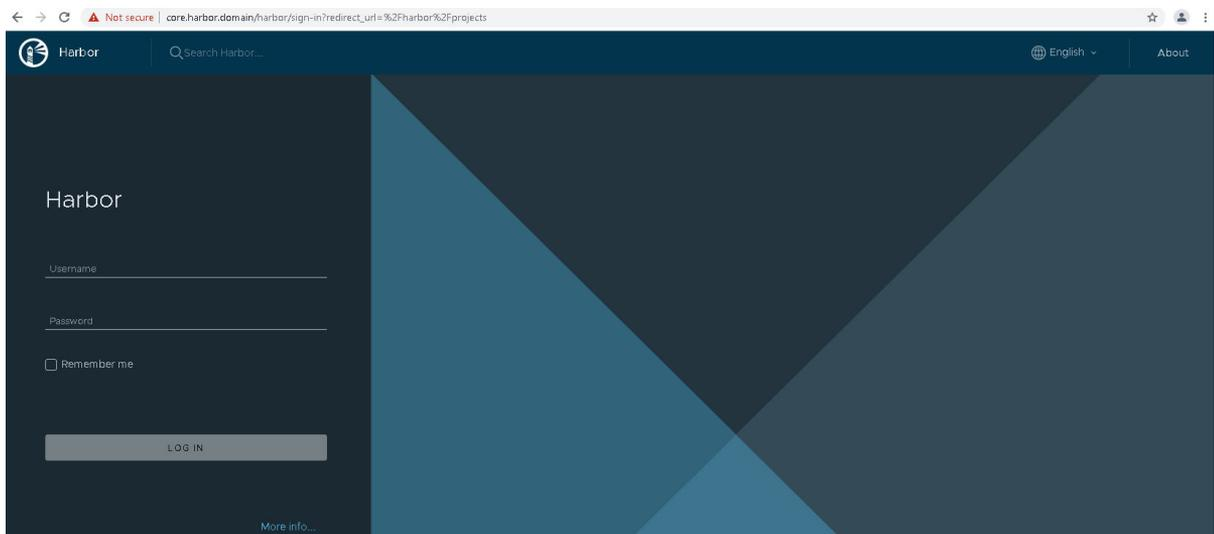 Not secure | core.harbor.domain/harbor/sign-in?redirect_url=%2Fharbor%2Fprojects
Harbor Search Harbor... English About
Harbor
Username
Password
Remember me
LOG IN
More info...